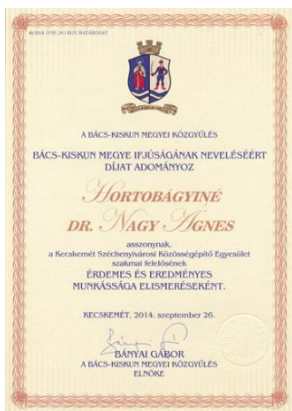 A BÁCS-KISKUN MEGYEI KÖZGYŰLÉS
BÁCS-KISKUN MEGYE IFJÚSÁGÁNAK NEVELÉSÉÉRT
DÍJAT ADOMÁNYOZ
HORTOBÁGYINÉ
DR. NAGY ÁGNES
asszonynak,
a Kecskemét Széchenyivárosi Közösségépítő Egyesület
szakmai felelősének
ÉRDEMES ÉS EREDMÉNYES
MUNKÁSSÁGA ELISMERÉSEKÉNT.
KECSKEMÉT, 2014. szeptember 26.
BÁNYAI GÁBOR
A BÁCS-KISKUN MEGYEI KÖZGYŰLÉS
ELNÖKE